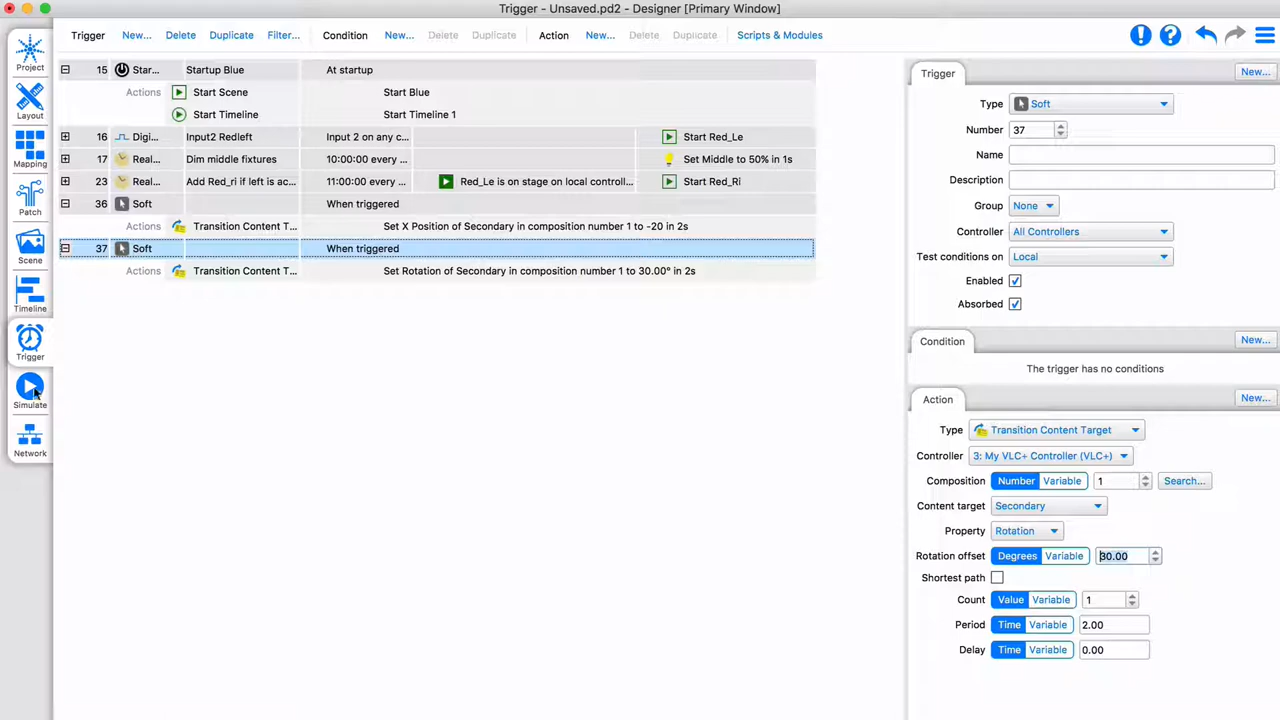 Trigger - Unsaved.pd2 - Designer [Primary Window]
Trigger New... Delete Duplicate Filter... Condition New... Delete Duplicate Action New... Delete Duplicate Scripts & Modules
Project
Layout
Mapping
Patch
Scene
Timeline
Trigger
Simulate
Network
15 Star... Startup Blue At startup
Actions Start Scene Start Blue
Start Timeline Start Timeline 1
16 Digi... Input2 Redleft Input 2 on any c... Start Red_Le
17 Real... Dim middle fixtures 10:00:00 every ... Set Middle to 50% in 1s
23 Real... Add Red_ri if left is ac... 11:00:00 every ... Red_Le is on stage on local controll... Start Red_Ri
36 Soft When triggered
Actions Transition Content T... Set X Position of Secondary in composition number 1 to -20 in 2s
37 Soft When triggered
Actions Transition Content T... Set Rotation of Secondary in composition number 1 to 30.00° in 2s
Trigger New...
Type Soft
Number 37
Name
Description
Group None
Controller All Controllers
Test conditions on Local
Enabled
Absorbed
Condition New...
The trigger has no conditions
Action New...
Type Transition Content Target
Controller 3: My VLC+ Controller (VLC+)
Composition Number Variable 1 Search...
Content target Secondary
Property Rotation
Rotation offset Degrees Variable 30.00
Shortest path
Count Value Variable 1
Period Time Variable 2.00
Delay Time Variable 0.00